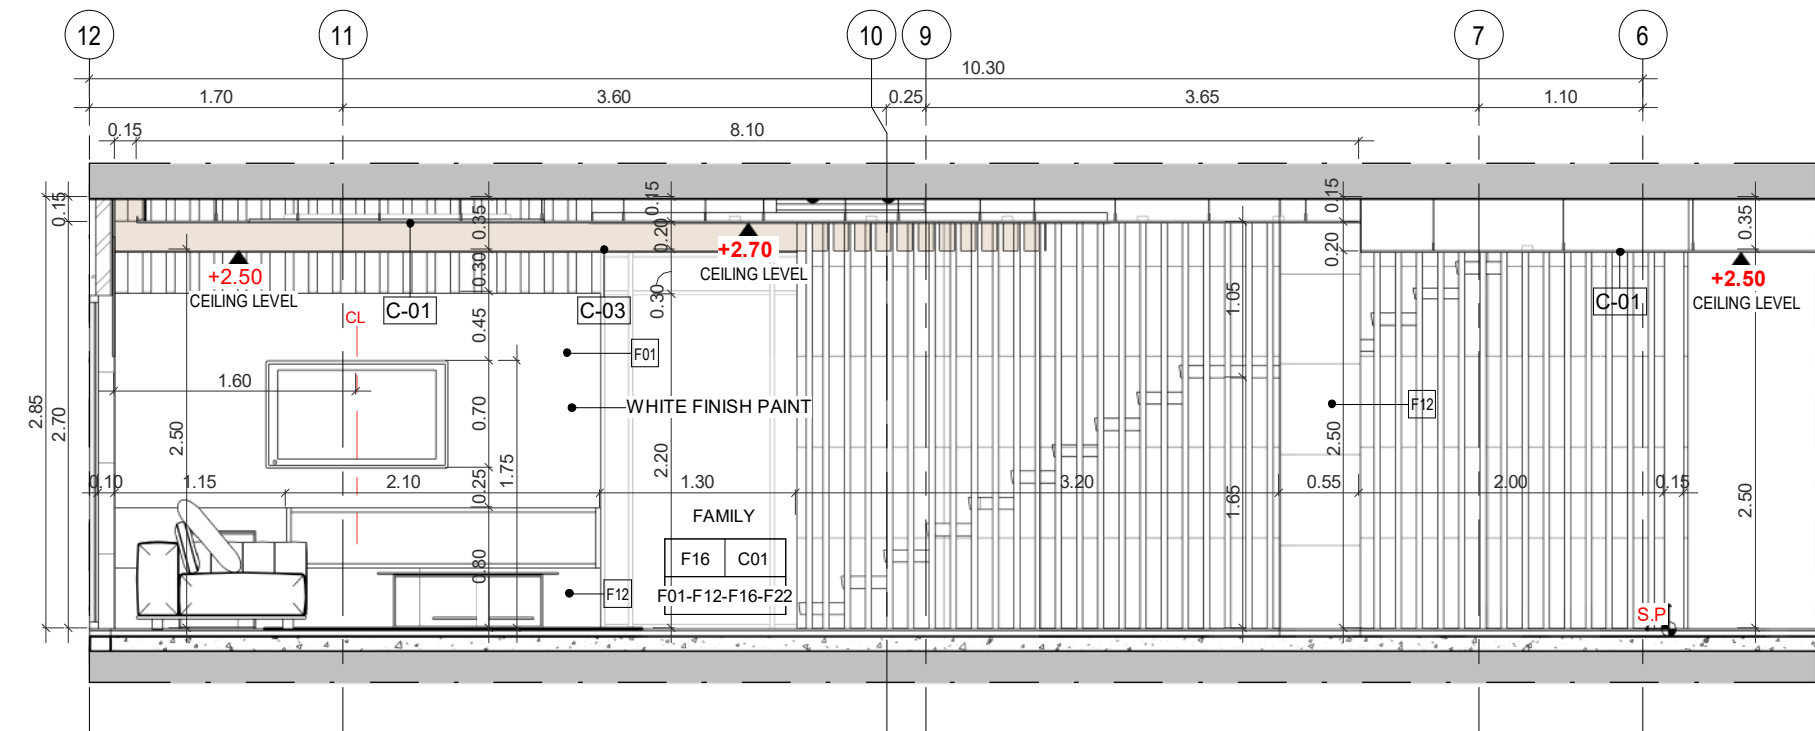 12 11 10 9 7 6
10.30
1.70 3.60 0.25 3.65 1.10
0.15 8.10
0.15 0.35 0.15 0.20 0.15 0.20 0.35
+2.50
CEILING LEVEL
+2.70
CEILING LEVEL
+2.50
CEILING LEVEL
C-01
C-03
C-01
0.30 0.30 1.05
CL
0.45
F01
1.60
WHITE FINISH PAINT
F12
2.85 2.70 2.50 0.70 1.75 2.20 1.65 2.50 2.50
0.10 1.15 2.10 0.25 1.30 3.20 0.55 2.00 0.15
FAMILY
F16 C01
F01-F12-F16-F22
0.80
F12
S.P